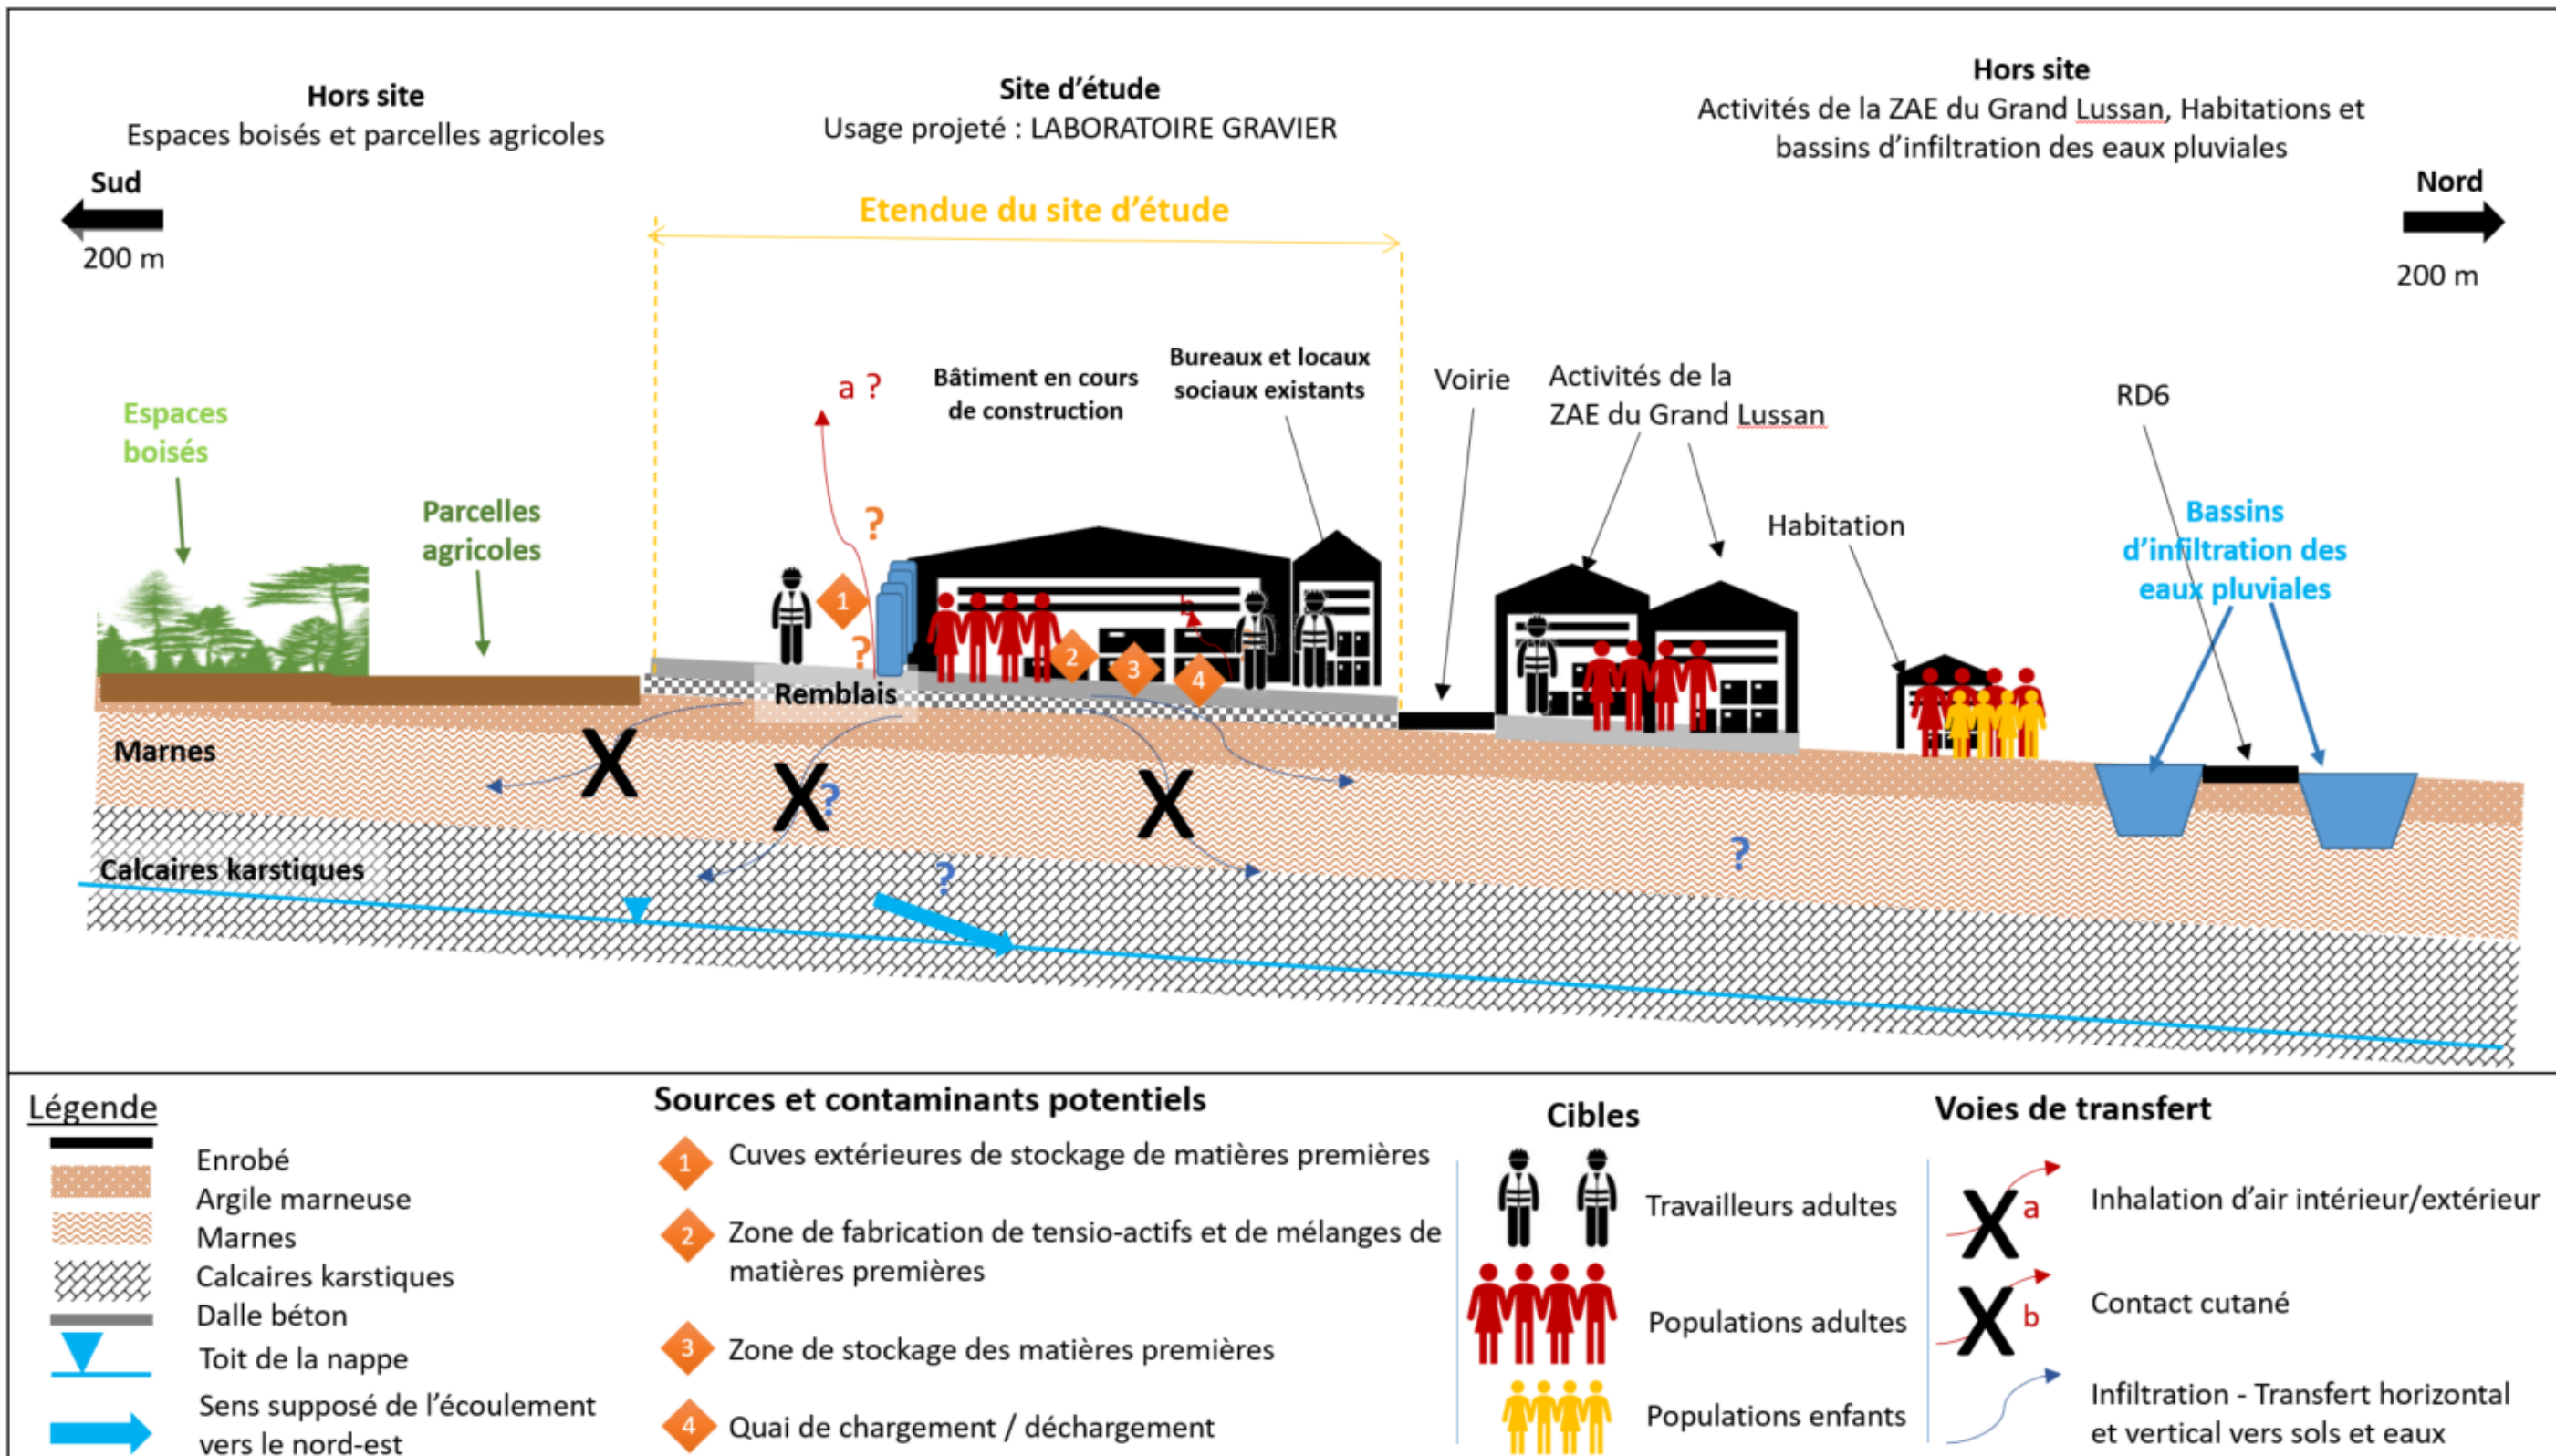 Hors site
Espaces boisés et parcelles agricoles
Site d'étude
Usage projeté : LABORATOIRE GRAVIER
Hors site
Activités de la ZAE du Grand Lussan, Habitations et
bassins d'infiltration des eaux pluviales
Sud
200 m
Nord
200 m
Etendue du site d'étude
Espaces
boisés
Parcelles
agricoles
a ?
Bâtiment en cours
de construction
Bureaux et locaux
sociaux existants
Voirie
Activités de la
ZAE du Grand Lussan
Habitation
RD6
Bassins
d'infiltration des
eaux pluviales
?
1
?
b
2
3
4
Remblais
Marnes
X
X
?
X
?
?
Calcaires karstiques
Légende
Enrobé
Argile marneuse
Marnes
Calcaires karstiques
Dalle béton
Toit de la nappe
Sens supposé de l'écoulement
vers le nord-est
Sources et contaminants potentiels
1 Cuves extérieures de stockage de matières premières
2 Zone de fabrication de tensio-actifs et de mélanges de
matières premières
3 Zone de stockage des matières premières
4 Quai de chargement / déchargement
Cibles
Travailleurs adultes
Populations adultes
Populations enfants
Voies de transfert
X a Inhalation d'air intérieur/extérieur
X b Contact cutané
Infiltration - Transfert horizontal
et vertical vers sols et eaux